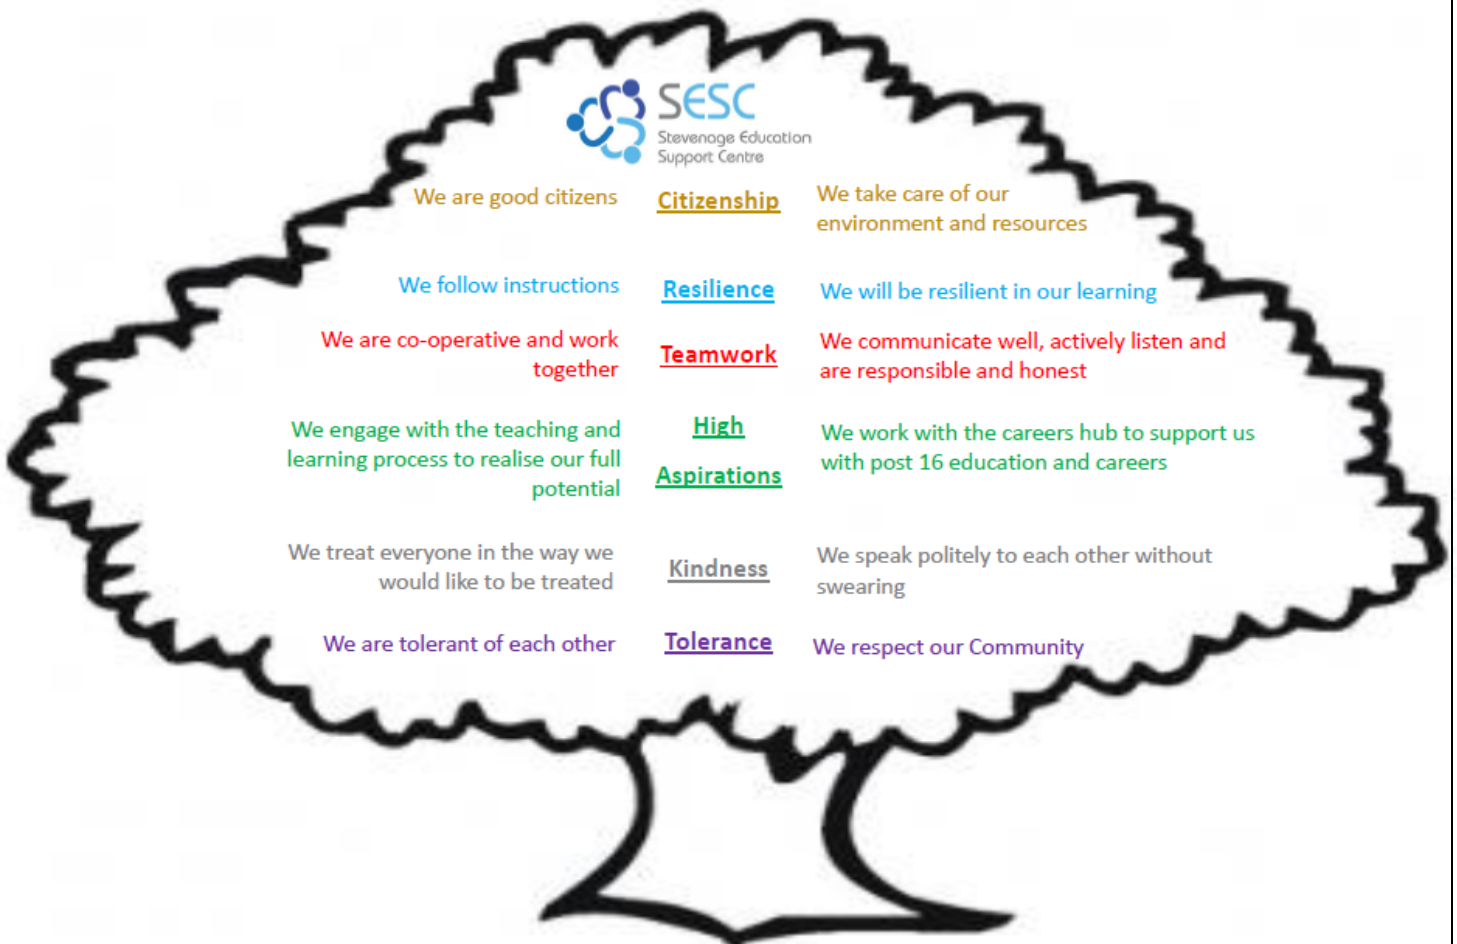 SESC
Stevenage Education
Support Centre
We are good citizens
Citizenship
We take care of our
environment and resources
We follow instructions
Resilience
We will be resilient in our learning
We are co-operative and work
together
Teamwork
We communicate well, actively listen and
are responsible and honest
We engage with the teaching and
learning process to realise our full
potential
High
Aspirations
We work with the careers hub to support us
with post 16 education and careers
We treat everyone in the way we
would like to be treated
Kindness
We speak politely to each other without
swearing
We are tolerant of each other
Tolerance
We respect our Community